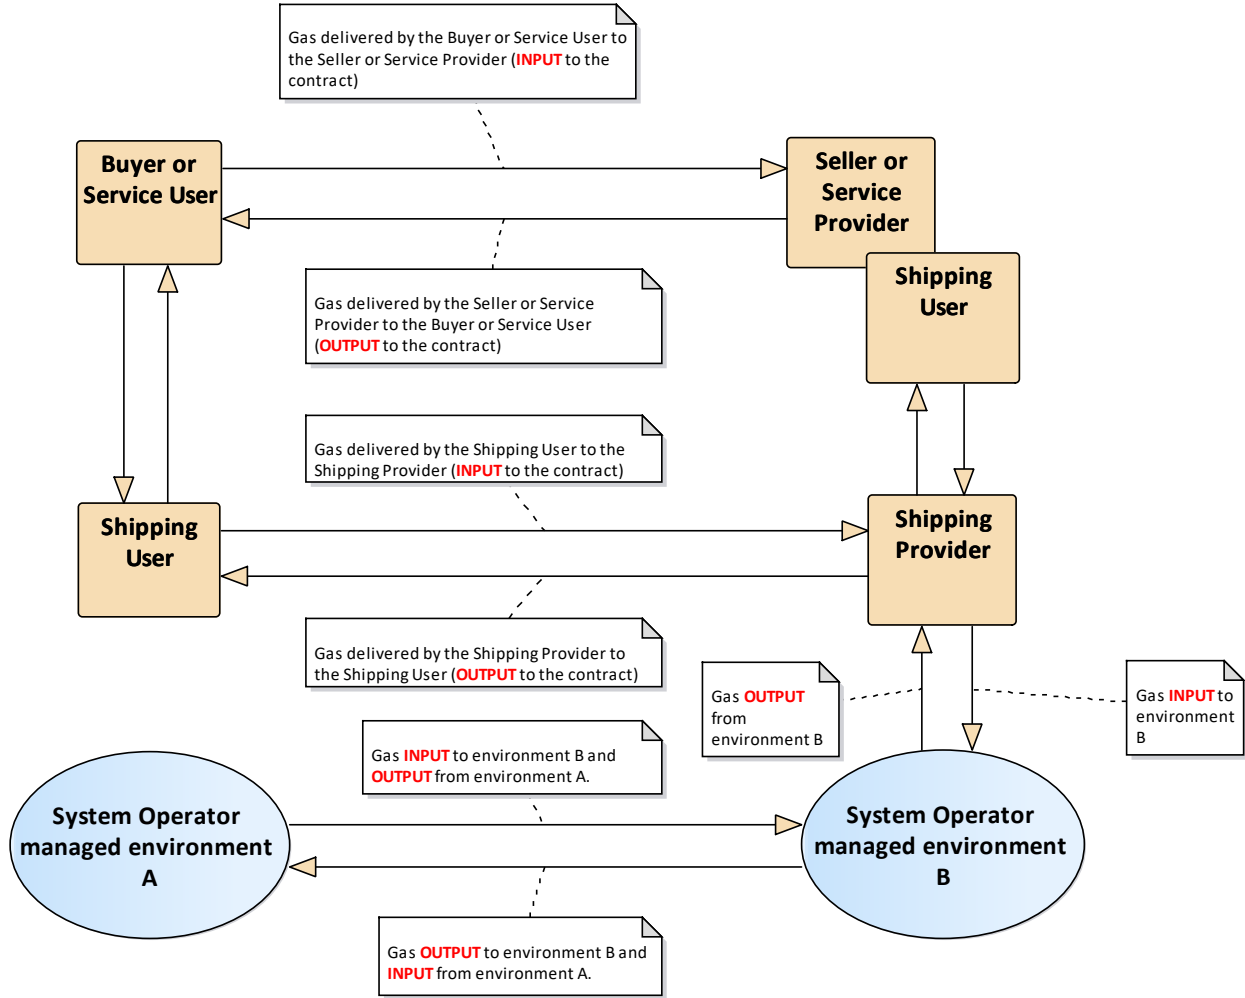 Gas delivered by the Buyer or Service User to
the Seller or Service Provider (INPUT to the
contract)
Buyer or
Service User
Seller or
Service
Provider
Shipping
User
Gas delivered by the Seller or Service
Provider to the Buyer or Service User
(OUTPUT to the contract)
Gas delivered by the Shipping User to the
Shipping Provider (INPUT to the contract)
Shipping
User
Shipping
Provider
Gas delivered by the Shipping Provider to
the Shipping User (OUTPUT to the contract)
Gas OUTPUT
from
environment B
Gas INPUT to
environment
B
Gas INPUT to environment B and
OUTPUT from environment A.
System Operator
managed environment
A
System Operator
managed environment
B
Gas OUTPUT to environment B and
INPUT from environment A.